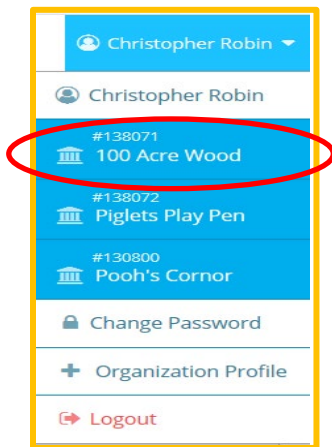 Christopher Robin
Christopher Robin
#138071
100 Acre Wood
#138072
Piglets Play Pen
#130800
Pooh's Cornor
Change Password
Organization Profile
Logout